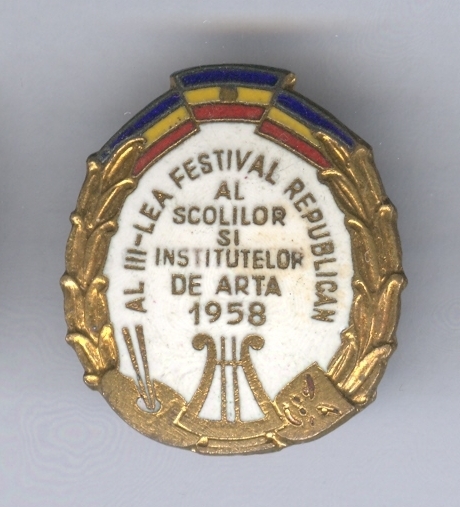 AL III-LEA FESTIVAL REPUBLICAN
AL
SCOLILOR
SI
INSTITUTELOR
DE ARTA
1958